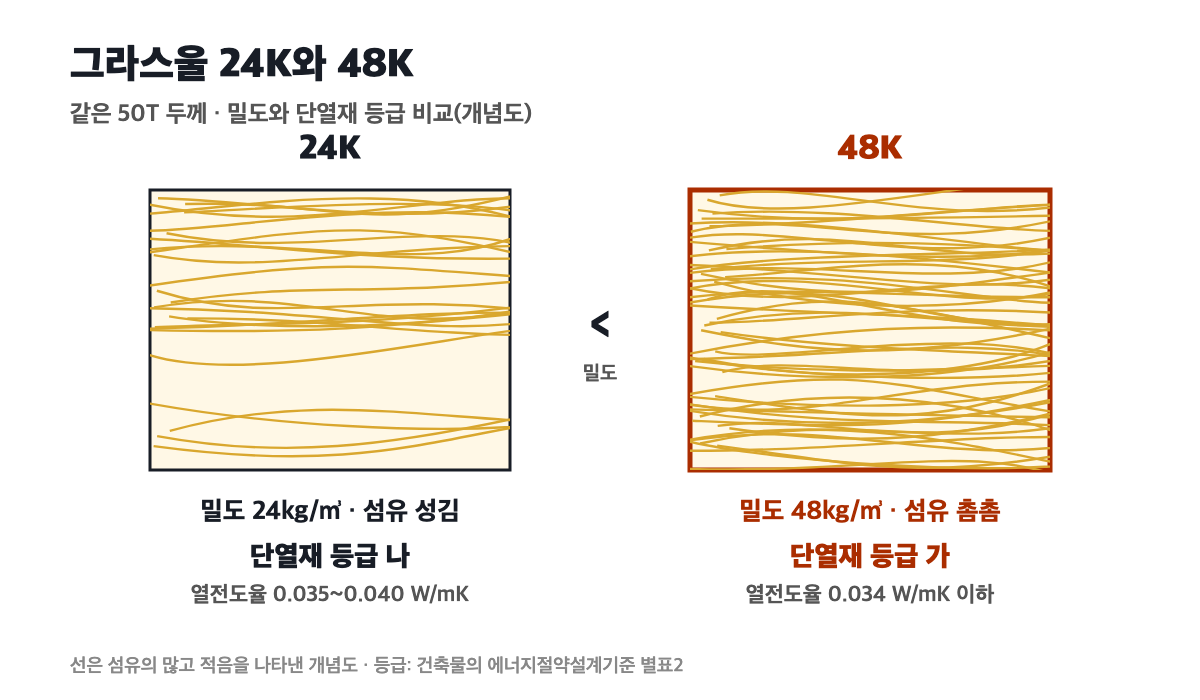 그라스울 24K와 48K
같은 50T 두께 · 밀도와 단열재 등급 비교(개념도)
24K
48K
<
밀도
밀도 24kg/㎥ · 섬유 성김
밀도 48kg/㎥ · 섬유 촘촘
단열재 등급 나
단열재 등급 가
열전도율 0.035~0.040 W/mK
열전도율 0.034 W/mK 이하
선은 섬유의 많고 적음을 나타낸 개념도 · 등급: 건축물의 에너지절약설계기준 별표2